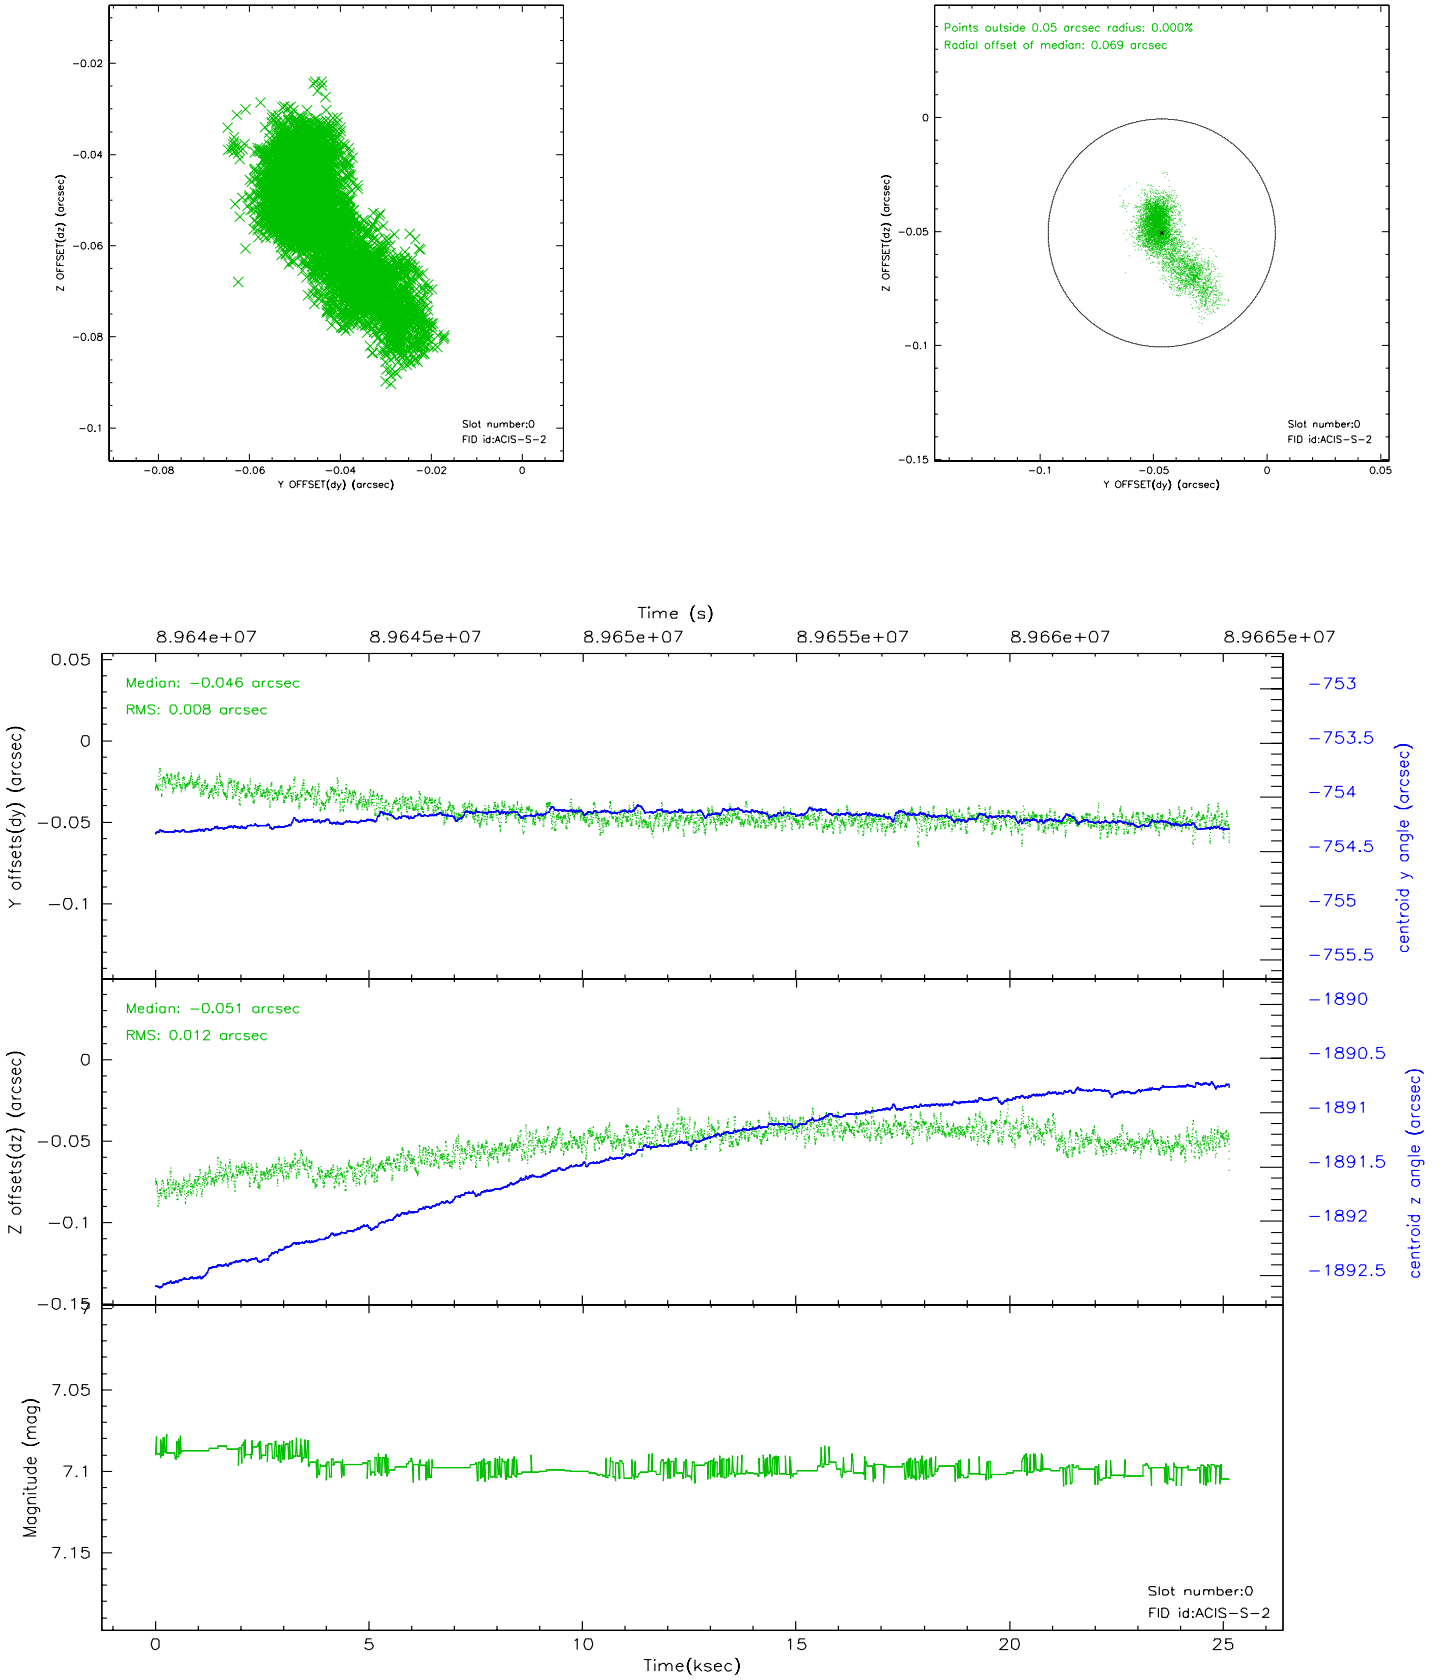 Points outside 0.05 arcsec radius: 0.000%
Radial offset of median: 0.069 arcsec
−0.02
−0.04
−0.06
−0.08
−0.1
Z OFFSET(dz) (arcsec)
Slot number:0
FID id:ACIS−S−2
−0.08
−0.06
−0.04
−0.02
0
Y OFFSET(dy) (arcsec)
0
−0.05
−0.1
−0.15
Z OFFSET(dz) (arcsec)
Slot number:0
FID id:ACIS−S−2
−0.1
−0.05
0
0.05
Y OFFSET(dy) (arcsec)
Time (s)
8.964e+07
8.9645e+07
8.965e+07
8.9655e+07
8.966e+07
8.9665e+07
0.05
0
−0.05
−0.1
Y offsets(dy) (arcsec)
Median: −0.046 arcsec
RMS: 0.008 arcsec
−753
−753.5
−754
−754.5
−755
−755.5
centroid y angle (arcsec)
0
−0.05
−0.1
−0.15
Z offsets(dz) (arcsec)
Median: −0.051 arcsec
RMS: 0.012 arcsec
−1890
−1890.5
−1891
−1891.5
−1892
−1892.5
centroid z angle (arcsec)
7
7.05
7.1
7.15
Magnitude (mag)
Slot number:0
FID id:ACIS−S−2
0
5
10
15
20
25
Time(ksec)